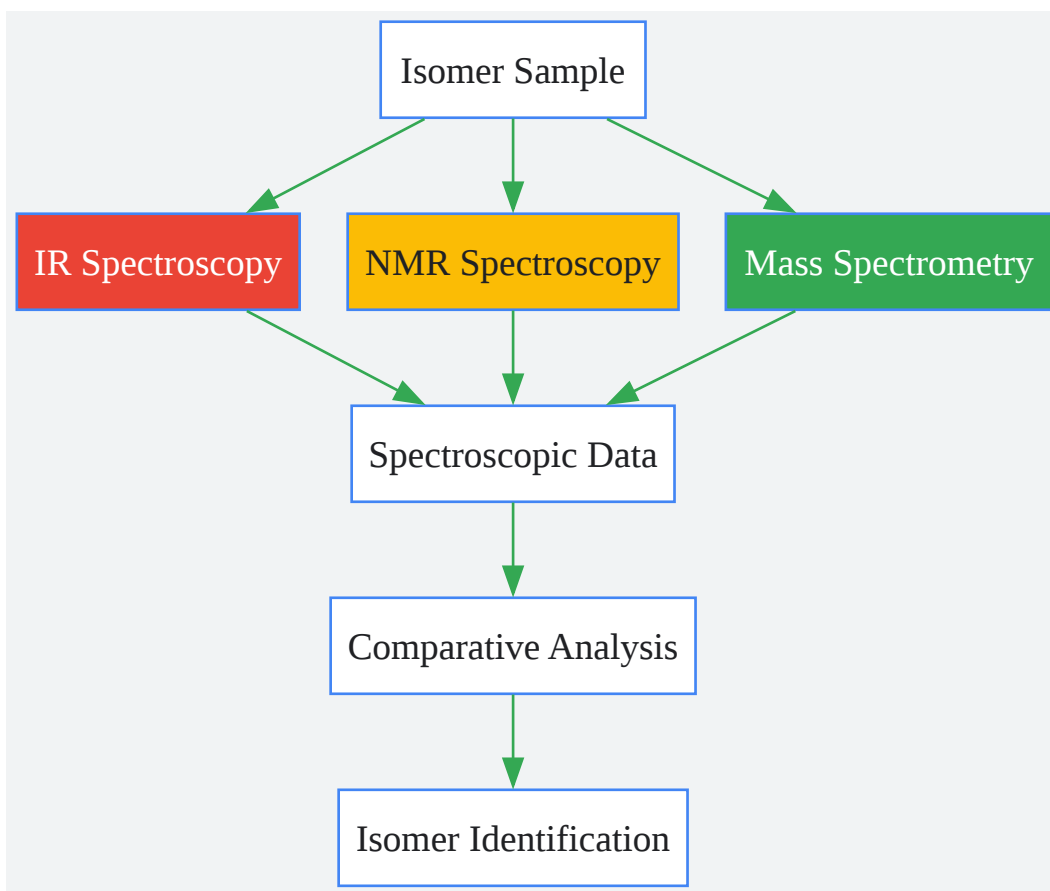 Isomer Sample
IR Spectroscopy
NMR Spectroscopy
Mass Spectrometry
Spectroscopic Data
Comparative Analysis
Isomer Identification